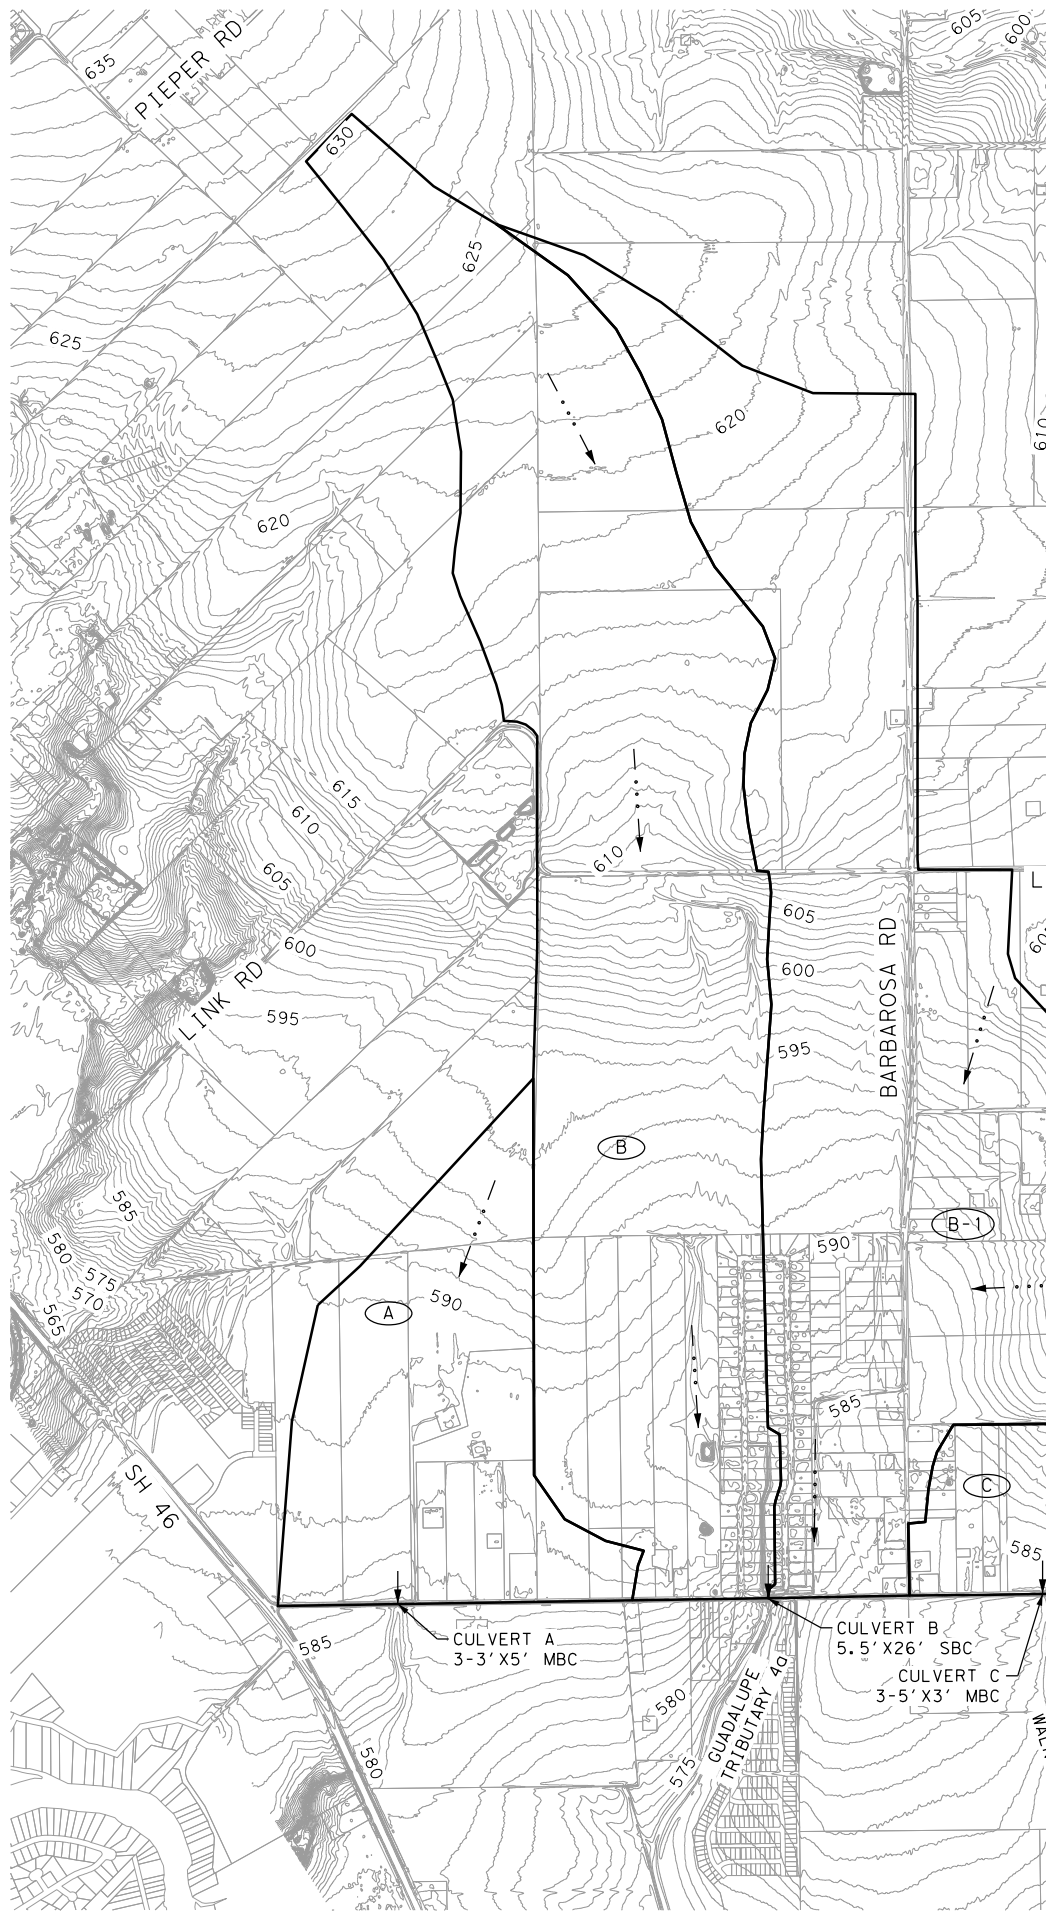 605
600
635
PIEPER RD
630
625
625
620
610
620
615
610
610
605
605
600
600
BARBAROSA RD
L
LINK RD
595
595
B
585
B-1
580
590
575
570
565
590
A
585
SH 46
C
585
585
CULVERT A
3-3'X5' MBC
CULVERT B
5.5'X26' SBC
CULVERT C
3-5'X3' MBC
580
GUADALUPE
TRIBUTARY 4a
580
575